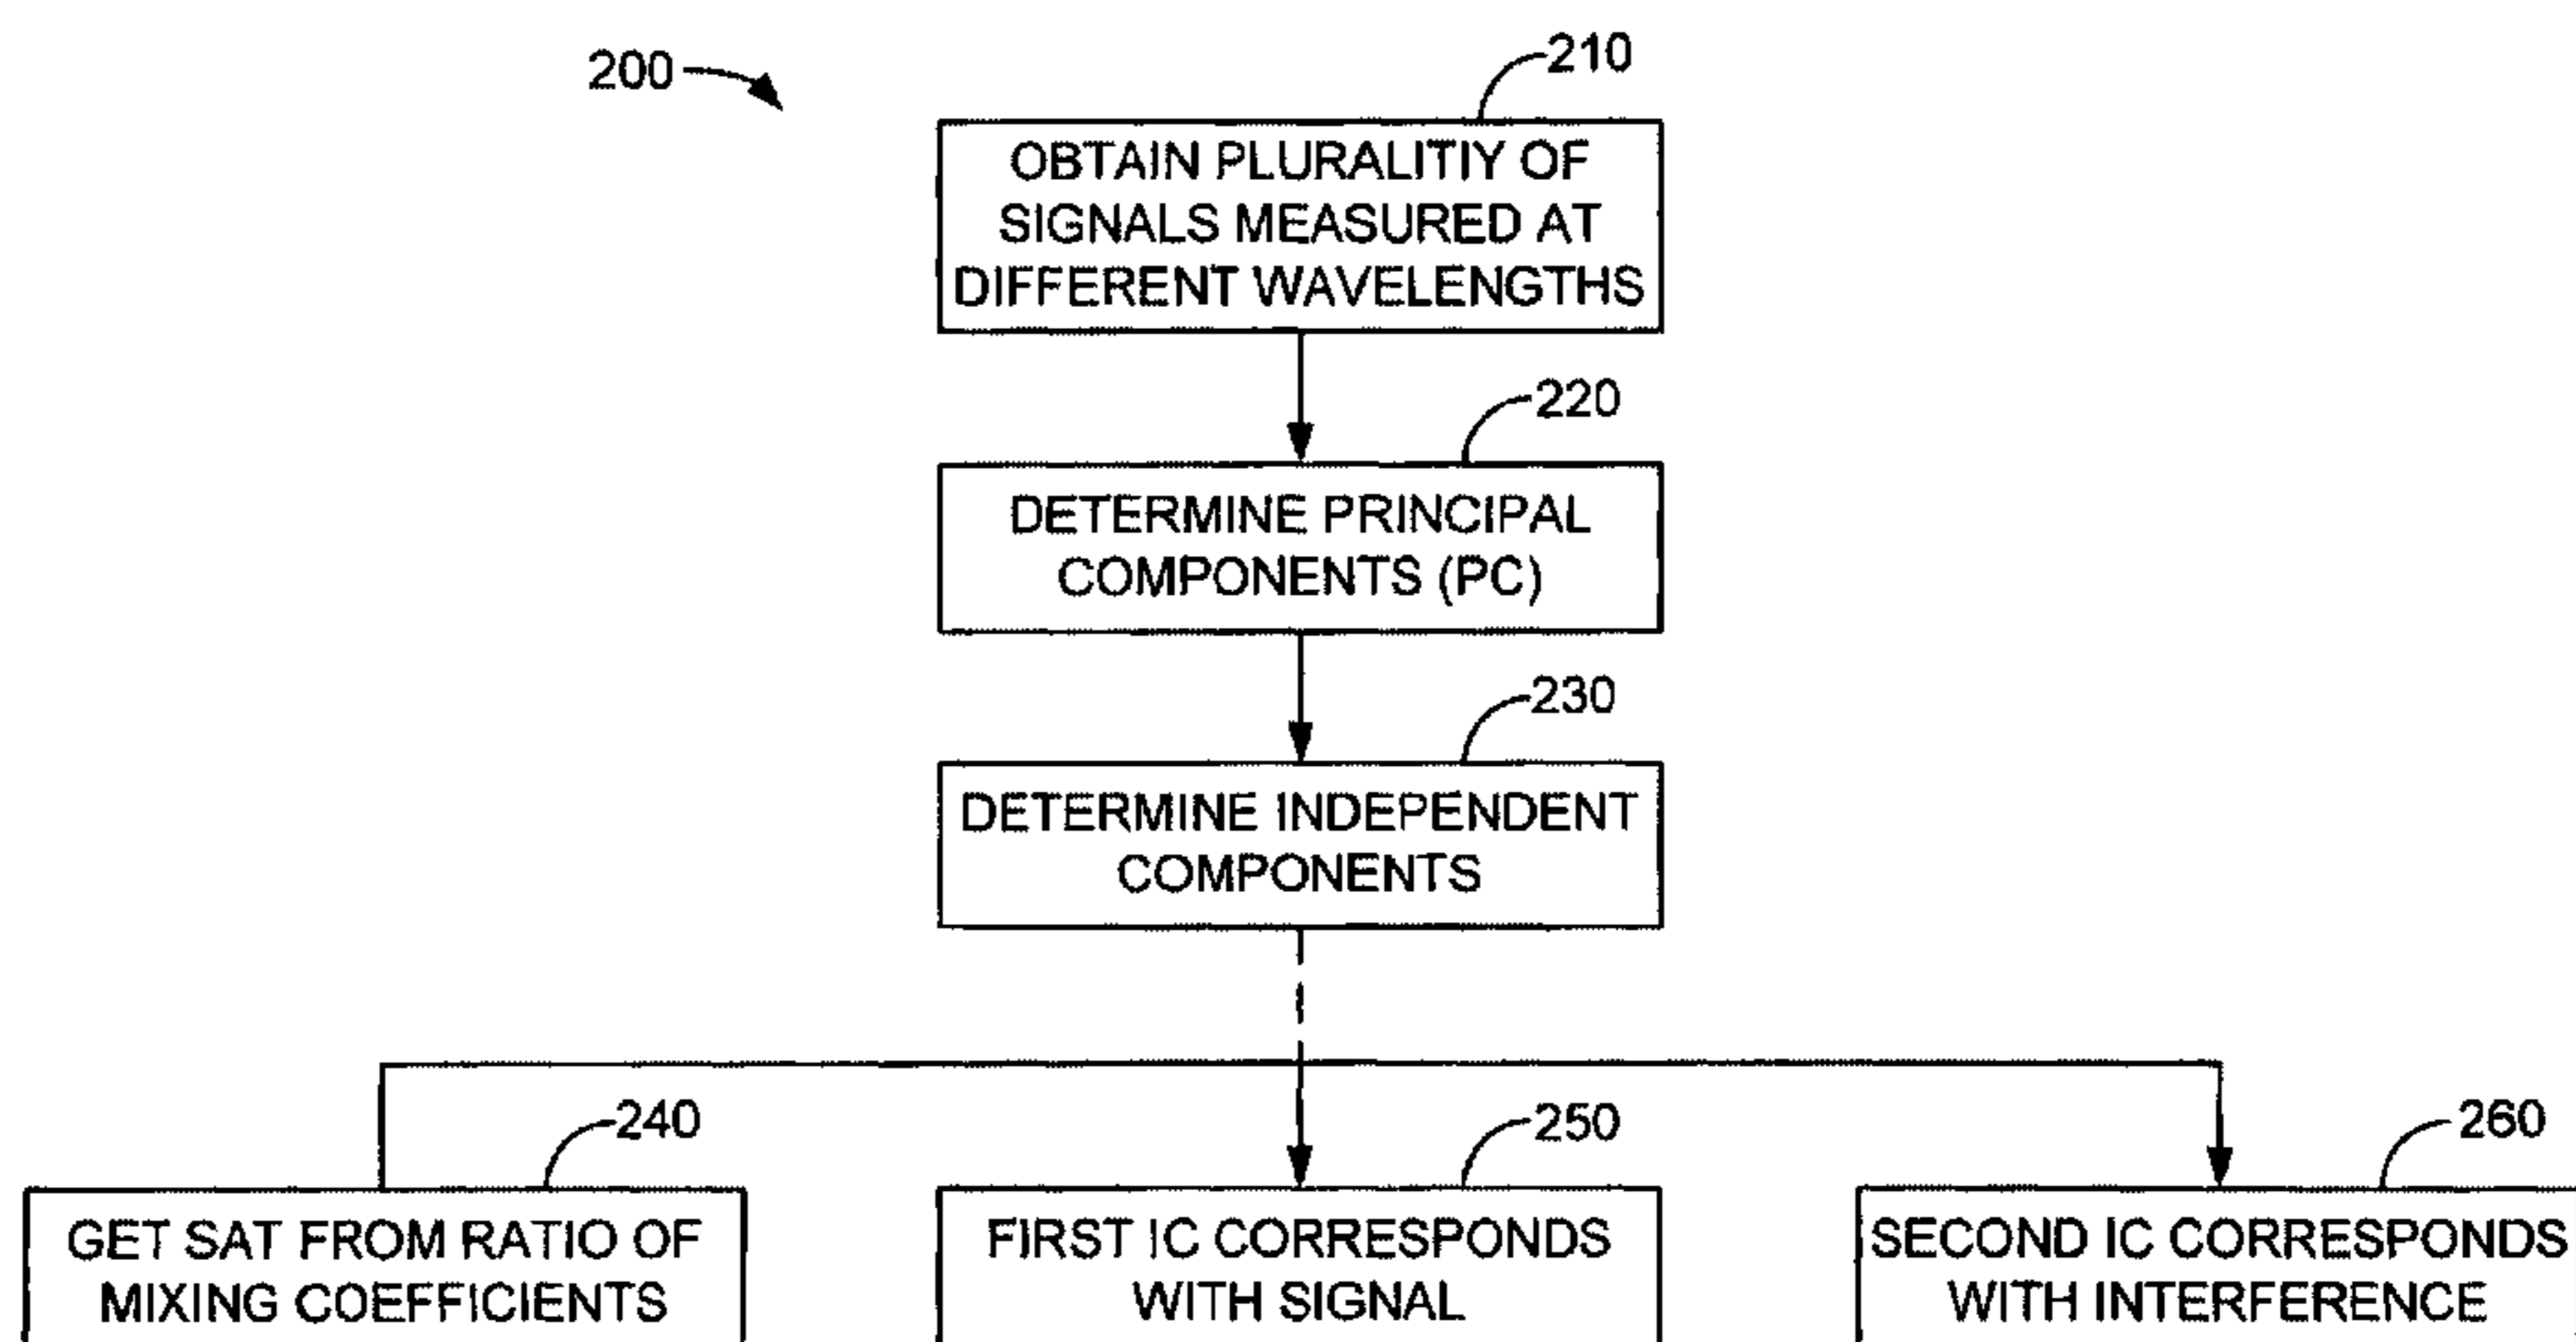 200
210
OBTAIN PLURALITIY OF
SIGNALS MEASURED AT
DIFFERENT WAVELENGTHS
220
DETERMINE PRINCIPAL
COMPONENTS (PC)
230
DETERMINE INDEPENDENT
COMPONENTS
240
GET SAT FROM RATIO OF
MIXING COEFFICIENTS
250
FIRST IC CORRESPONDS
WITH SIGNAL
260
SECOND IC CORRESPONDS
WITH INTERFERENCE